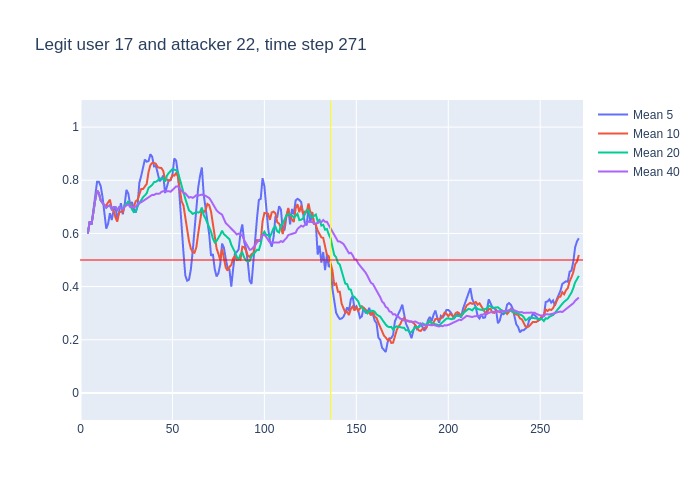 Legit user 17 and attacker 22, time step 271
Mean 5
Mean 10
Mean 20
Mean 40
1
0.8
0.6
0.4
0.2
0
0 50 100 150 200 250